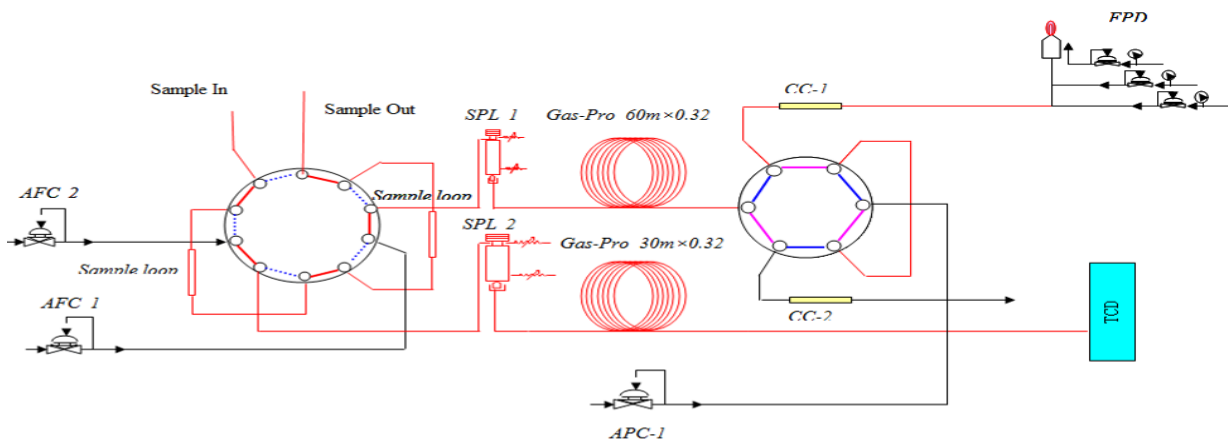 FPD
Sample In
Sample Out
CC-1
SPL 1
Gas-Pro 60m×0.32
AFC 2
Sample loop
SPL 2
Gas-Pro 30m×0.32
Sample loop
AFC 1
CC-2
TCD
APC-1